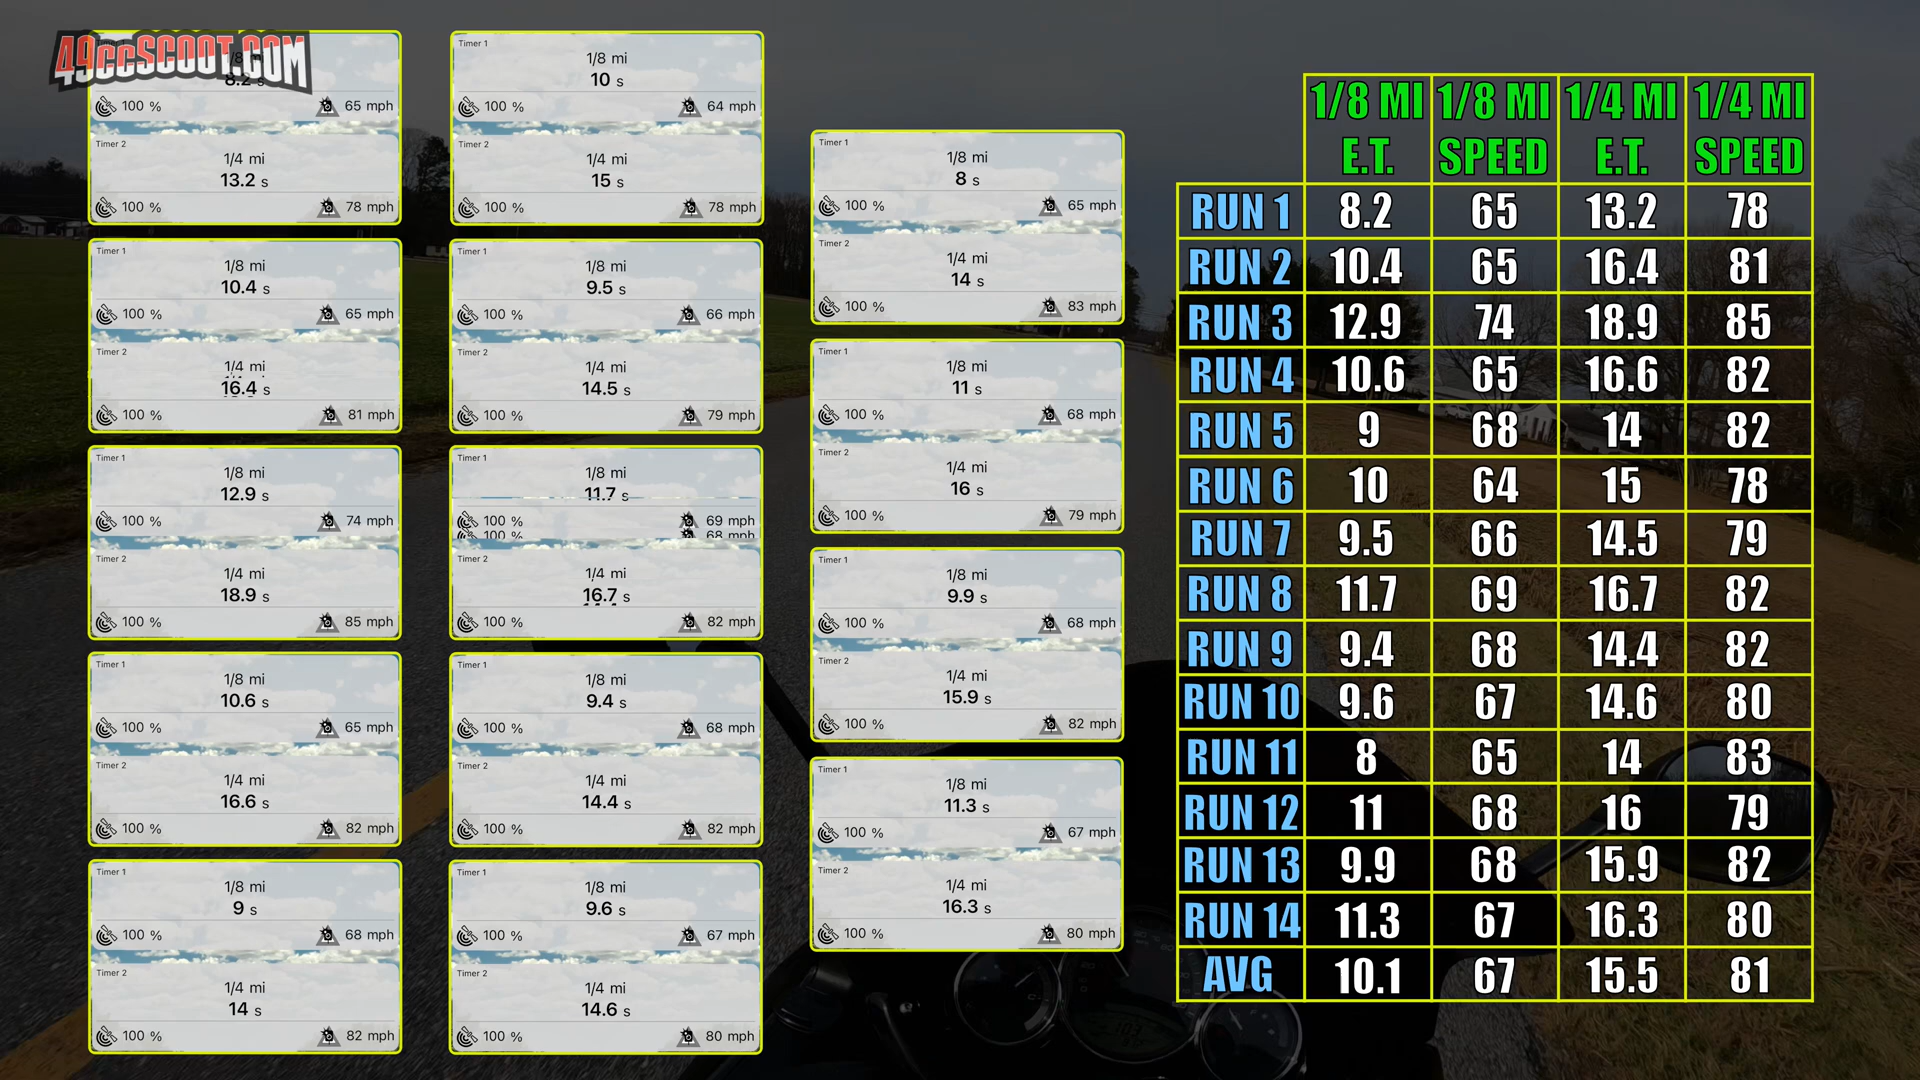 49ccSCOOT.COM
1/8 mi
8.2 s
100 % 65 mph
Timer 2
1/4 mi
13.2 s
100 % 78 mph
Timer 1
1/8 mi
10.4 s
100 % 65 mph
Timer 2
1/4 mi
16.4 s
100 % 81 mph
Timer 1
1/8 mi
12.9 s
100 % 74 mph
Timer 2
1/4 mi
18.9 s
100 % 85 mph
Timer 1
1/8 mi
10.6 s
100 % 65 mph
Timer 2
1/4 mi
16.6 s
100 % 82 mph
Timer 1
1/8 mi
9 s
100 % 68 mph
Timer 2
1/4 mi
14 s
100 % 82 mph
Timer 1
1/8 mi
10 s
100 % 64 mph
Timer 2
1/4 mi
15 s
100 % 78 mph
Timer 1
1/8 mi
9.5 s
100 % 66 mph
Timer 2
1/4 mi
14.5 s
100 % 79 mph
Timer 1
1/8 mi
11.7 s
100 % 69 mph
100 % 68 mph
Timer 2
1/4 mi
16.7 s
100 % 82 mph
Timer 1
1/8 mi
9.4 s
100 % 68 mph
Timer 2
1/4 mi
14.4 s
100 % 82 mph
Timer 1
1/8 mi
9.6 s
100 % 67 mph
Timer 2
1/4 mi
14.6 s
100 % 80 mph
Timer 1
1/8 mi
8 s
100 % 65 mph
Timer 2
1/4 mi
14 s
100 % 83 mph
Timer 1
1/8 mi
11 s
100 % 68 mph
Timer 2
1/4 mi
16 s
100 % 79 mph
Timer 1
1/8 mi
9.9 s
100 % 68 mph
Timer 2
1/4 mi
15.9 s
100 % 82 mph
Timer 1
1/8 mi
11.3 s
100 % 67 mph
Timer 2
1/4 mi
16.3 s
100 % 80 mph
1/8 MI E.T. 1/8 MI SPEED 1/4 MI E.T. 1/4 MI SPEED
RUN 1 8.2 65 13.2 78
RUN 2 10.4 65 16.4 81
RUN 3 12.9 74 18.9 85
RUN 4 10.6 65 16.6 82
RUN 5 9 68 14 82
RUN 6 10 64 15 78
RUN 7 9.5 66 14.5 79
RUN 8 11.7 69 16.7 82
RUN 9 9.4 68 14.4 82
RUN 10 9.6 67 14.6 80
RUN 11 8 65 14 83
RUN 12 11 68 16 79
RUN 13 9.9 68 15.9 82
RUN 14 11.3 67 16.3 80
AVG 10.1 67 15.5 81